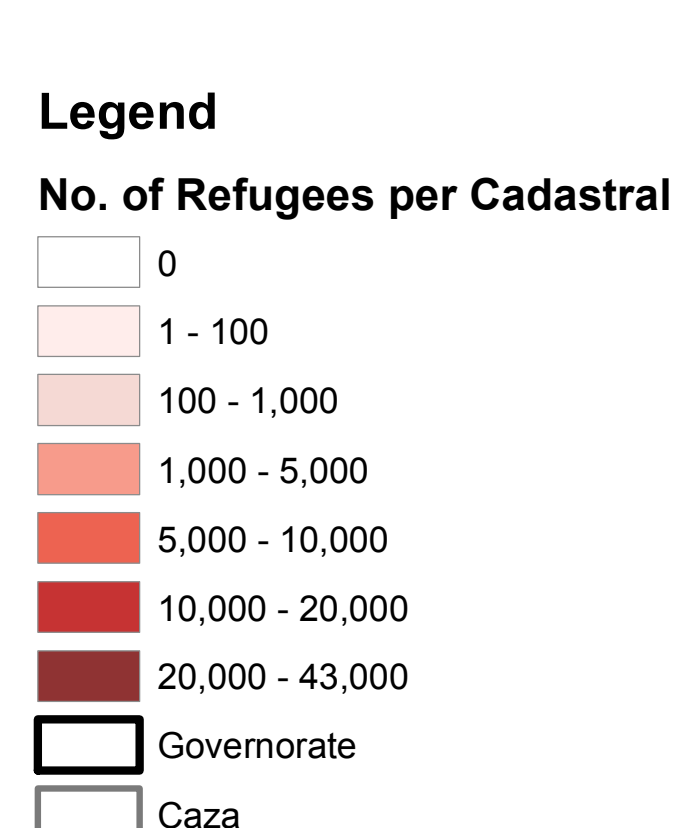 Legend
No. of Refugees per Cadastral
0
1 - 100
100 - 1,000
1,000 - 5,000
5,000 - 10,000
10,000 - 20,000
20,000 - 43,000
Governorate
Caza